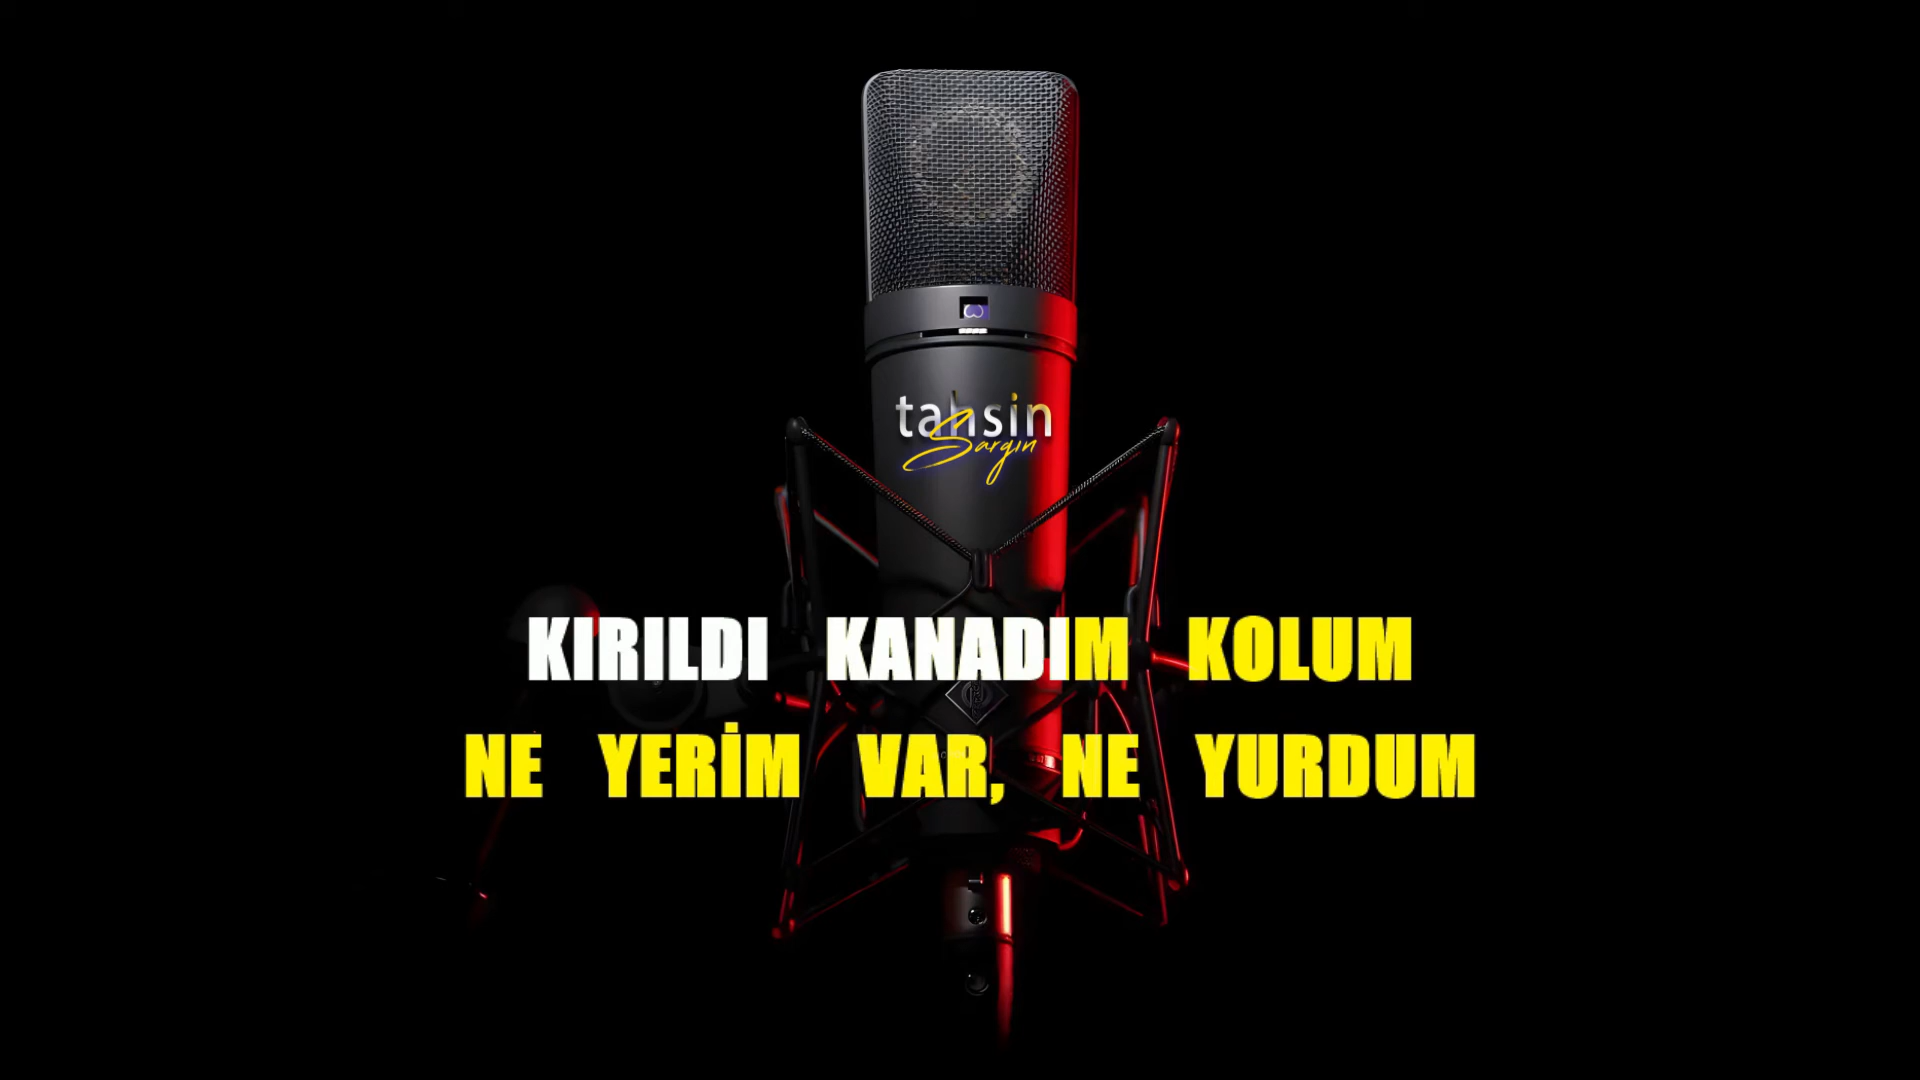 tahsin
Sargın
KIRILDI KANADIM KOLUM
NE YERİM VAR, NE YURDUM